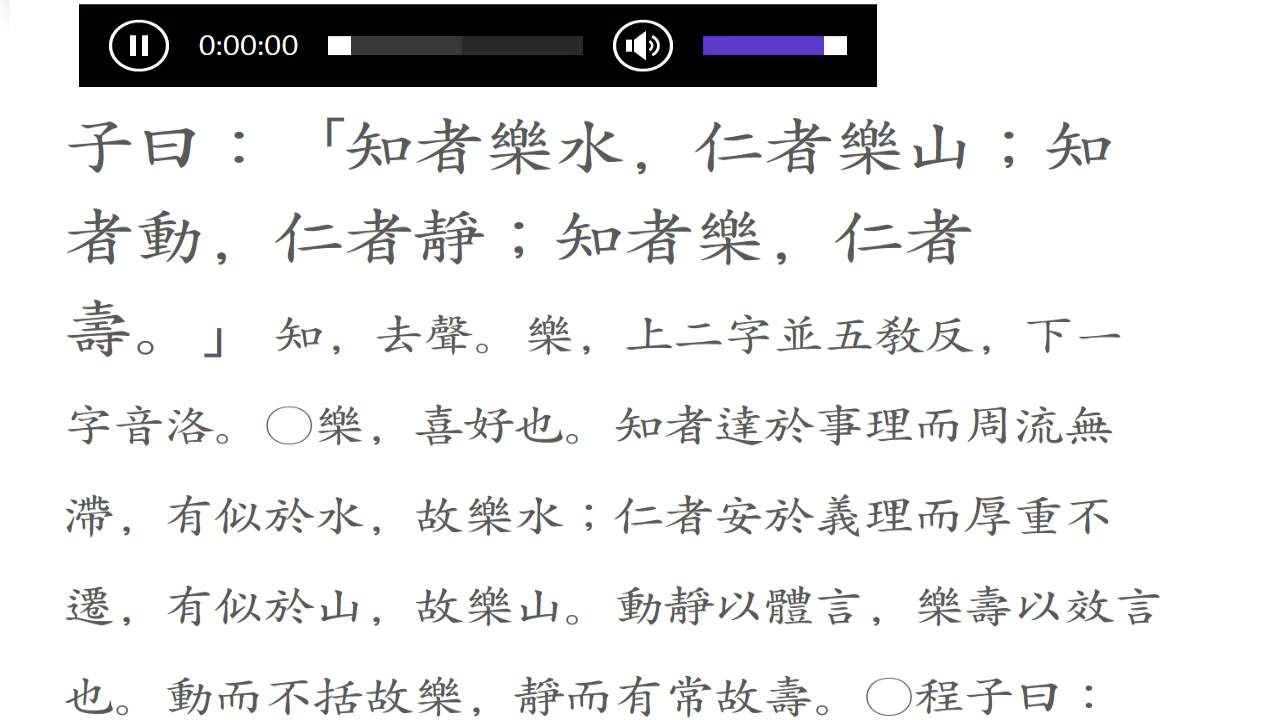 0:00:00
子曰：「知者樂水，仁者樂山；知
者動，仁者靜；知者樂，仁者
壽。」知，去聲。樂，上二字並五敎反，下一
字音洛。◯樂，喜好也。知者達於事理而周流無
滯，有似於水，故樂水；仁者安於義理而厚重不
遷，有似於山，故樂山。動靜以體言，樂壽以效言
也。動而不括故樂，靜而有常故壽。◯程子曰：